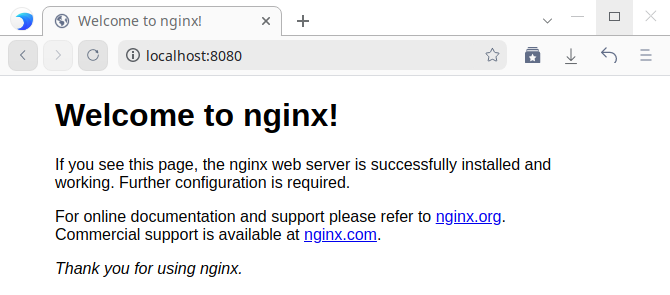 Welcome to nginx!
localhost:8080
Welcome to nginx!
If you see this page, the nginx web server is successfully installed and
working. Further configuration is required.
For online documentation and support please refer to nginx.org.
Commercial support is available at nginx.com.
Thank you for using nginx.